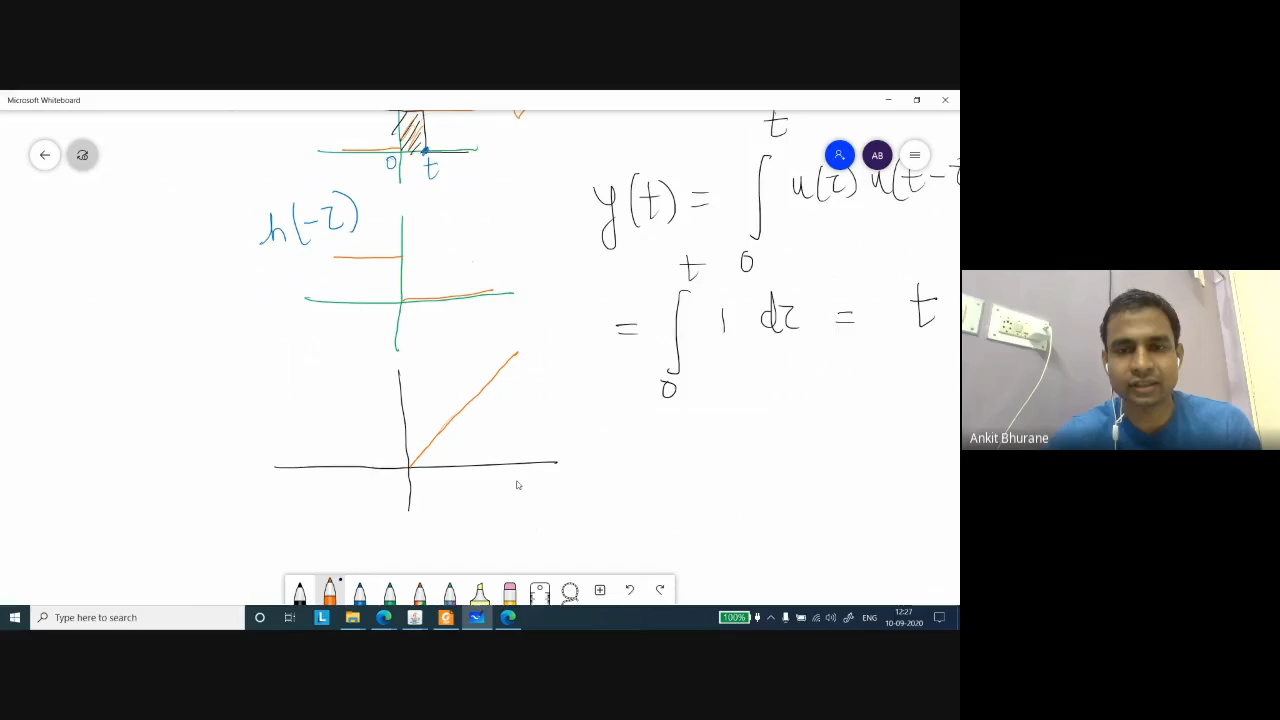 Microsoft Whiteboard
AB
0 t
h(-τ)
t
y(t) = ∫ u(τ) u(t-τ
0
t
= ∫ 1 dτ = t
0
Ankit Bhurane
Type here to search
L
100%
ENG
12:27
10-09-2020